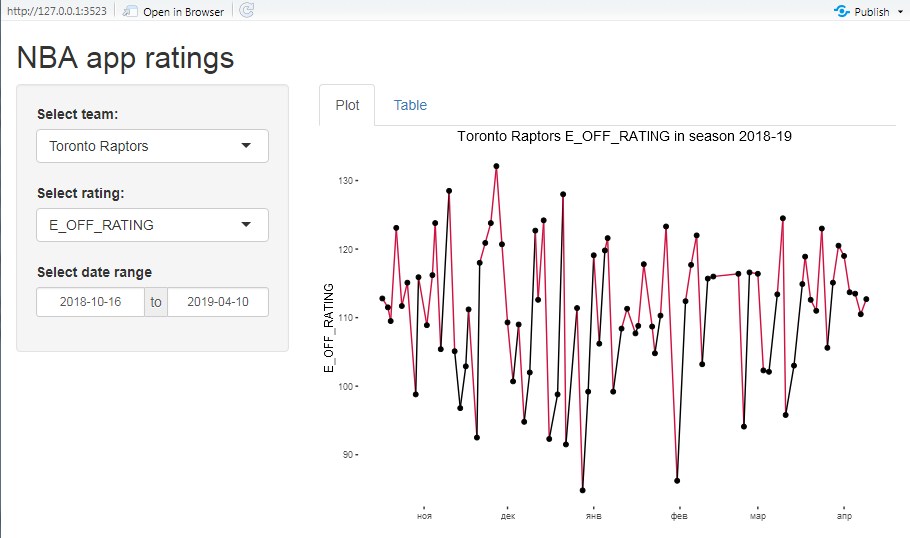 http://127.0.0.1:3523 Open in Browser Publish
NBA app ratings
Select team:
Toronto Raptors
Select rating:
E_OFF_RATING
Select date range
2018-10-16 to 2019-04-10
Plot Table
Toronto Raptors E_OFF_RATING in season 2018-19
E_OFF_RATING
130
120
110
100
90
ноя дек янв фев мар апр